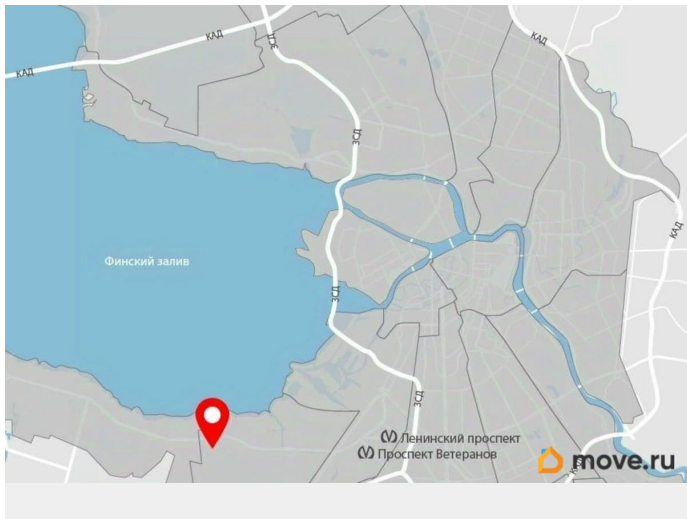 КАД
КАД
ЗСД
КАД
ЗСД
КАД
Финский залив
ЗСД
ЗСД
Ленинский проспект
Проспект Ветеранов
move.ru